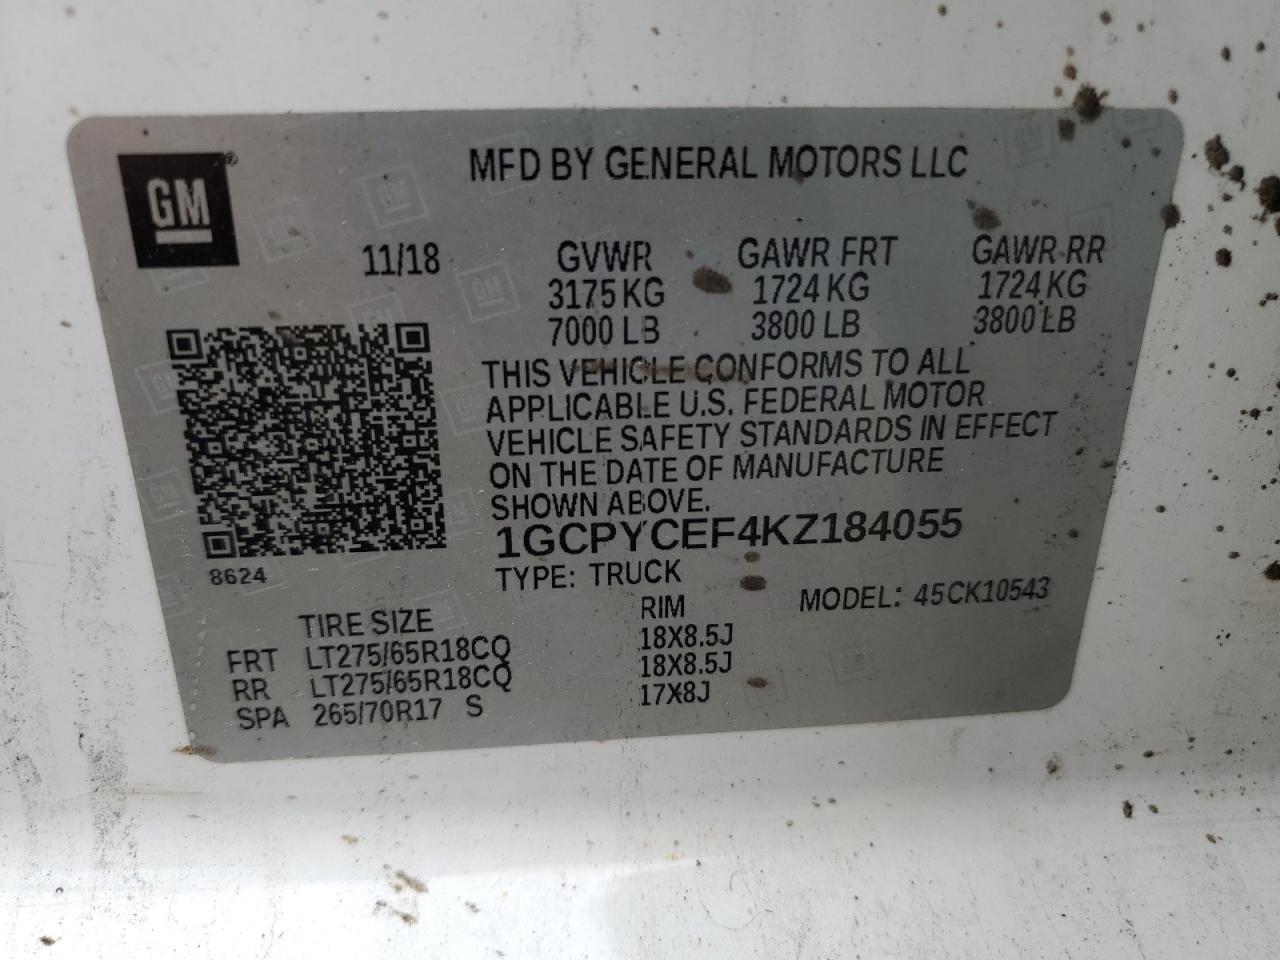 MFD BY GENERAL MOTORS LLC
GM
11/18
GVWR GAWR FRT GAWR RR
3175 KG 1724 KG 1724 KG
7000 LB 3800 LB 3800 LB
THIS VEHICLE CONFORMS TO ALL
APPLICABLE U.S. FEDERAL MOTOR
VEHICLE SAFETY STANDARDS IN EFFECT
ON THE DATE OF MANUFACTURE
SHOWN ABOVE.
1GCPYCEF4KZ184055
8624
TYPE: TRUCK MODEL: 45CK10543
TIRE SIZE RIM
FRT LT275/65R18CQ 18X8.5J
RR LT275/65R18CQ 18X8.5J
SPA 265/70R17 S 17X8J